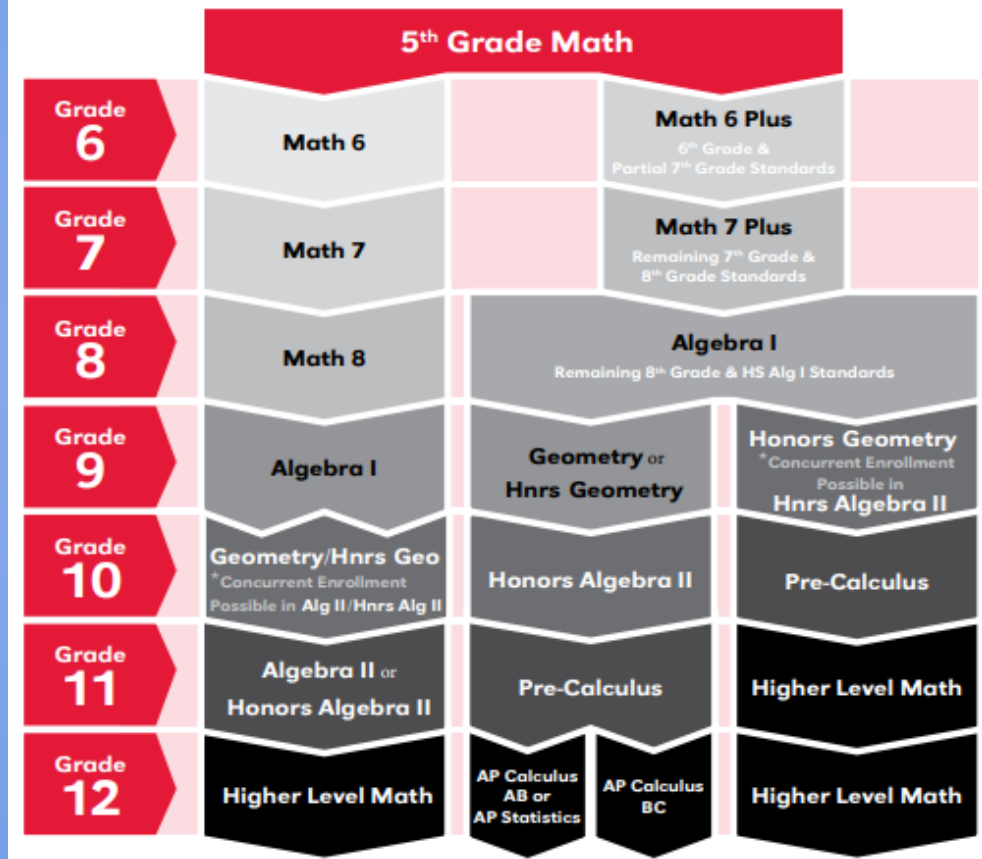 5th Grade Math
Grade
6
Math 6
Math 6 Plus
6th Grade &
Partial 7th Grade Standards
Grade
7
Math 7
Math 7 Plus
Remaining 7th Grade &
8th Grade Standards
Grade
8
Math 8
Algebra I
Remaining 8th Grade & HS Alg I Standards
Grade
9
Algebra I
Geometry or
Hnrs Geometry
Honors Geometry
*Concurrent Enrollment
Possible in
Hnrs Algebra II
Grade
10
Geometry/Hnrs Geo
*Concurrent Enrollment
Possible in Alg II/Hnrs Alg II
Honors Algebra II
Pre-Calculus
Grade
11
Algebra II or
Honors Algebra II
Pre-Calculus
Higher Level Math
Grade
12
Higher Level Math
AP Calculus
AB or
AP Statistics
AP Calculus
BC
Higher Level Math